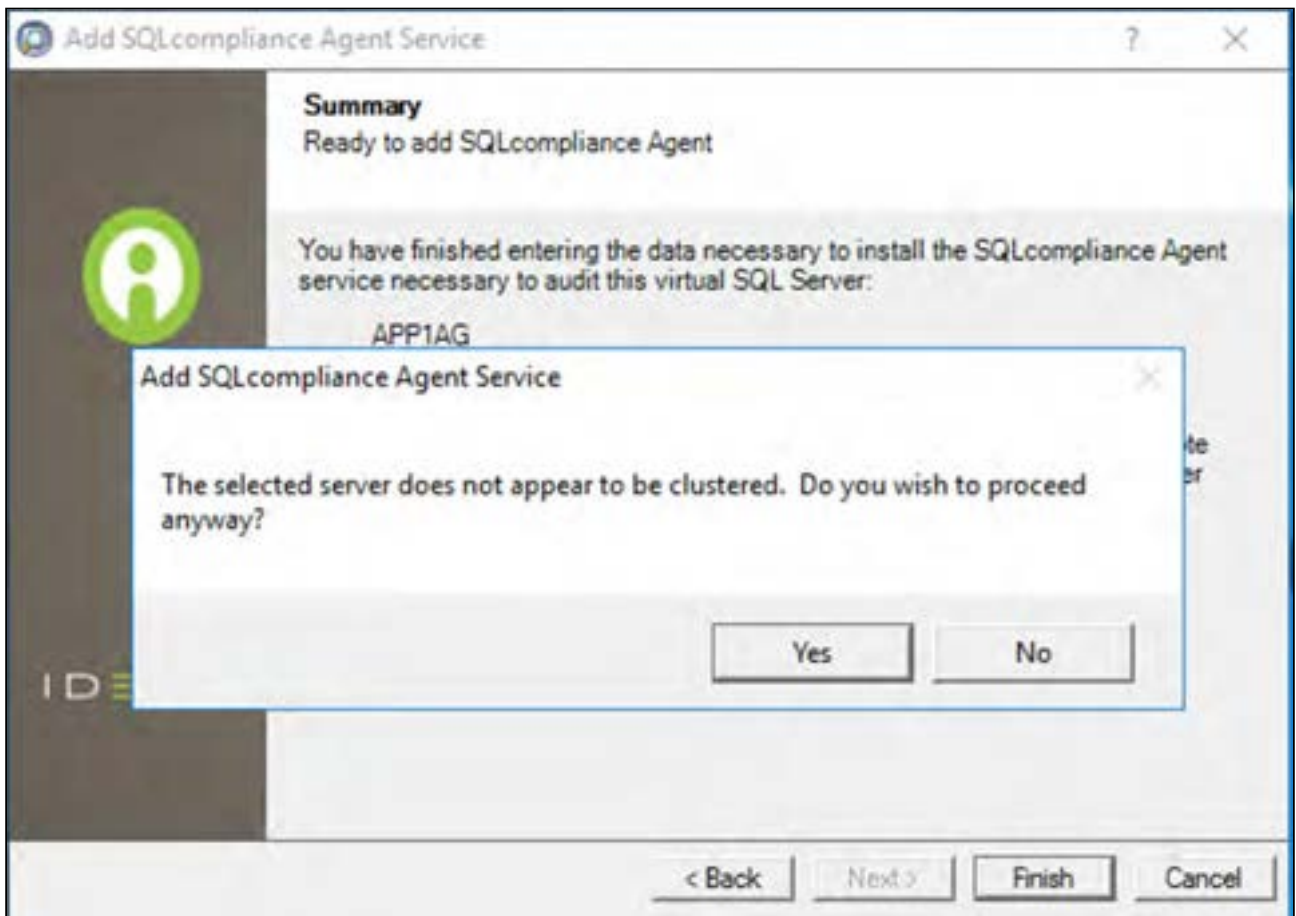 Add SQLcompliance Agent Service
Summary
Ready to add SQLcompliance Agent
You have finished entering the data necessary to install the SQLcompliance Agent
service necessary to audit this virtual SQL Server:
APP1AG
Add SQLcompliance Agent Service
The selected server does not appear to be clustered. Do you wish to proceed
anyway?
Yes
No
< Back
Next >
Finish
Cancel